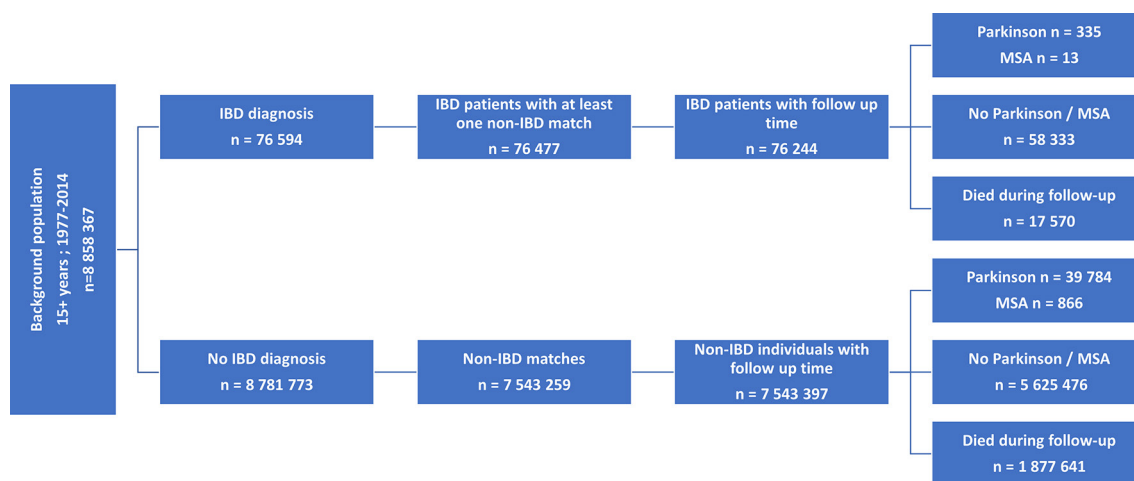 Background population
15+ years ; 1977-2014
n=8 858 367
IBD diagnosis
n = 76 594
IBD patients with at least
one non-IBD match
n = 76 477
IBD patients with follow up
time
n = 76 244
Parkinson n = 335
MSA n = 13
No Parkinson / MSA
n = 58 333
Died during follow-up
n = 17 570
No IBD diagnosis
n = 8 781 773
Non-IBD matches
n = 7 543 259
Non-IBD individuals with
follow up time
n = 7 543 397
Parkinson n = 39 784
MSA n = 866
No Parkinson / MSA
n = 5 625 476
Died during follow-up
n = 1 877 641